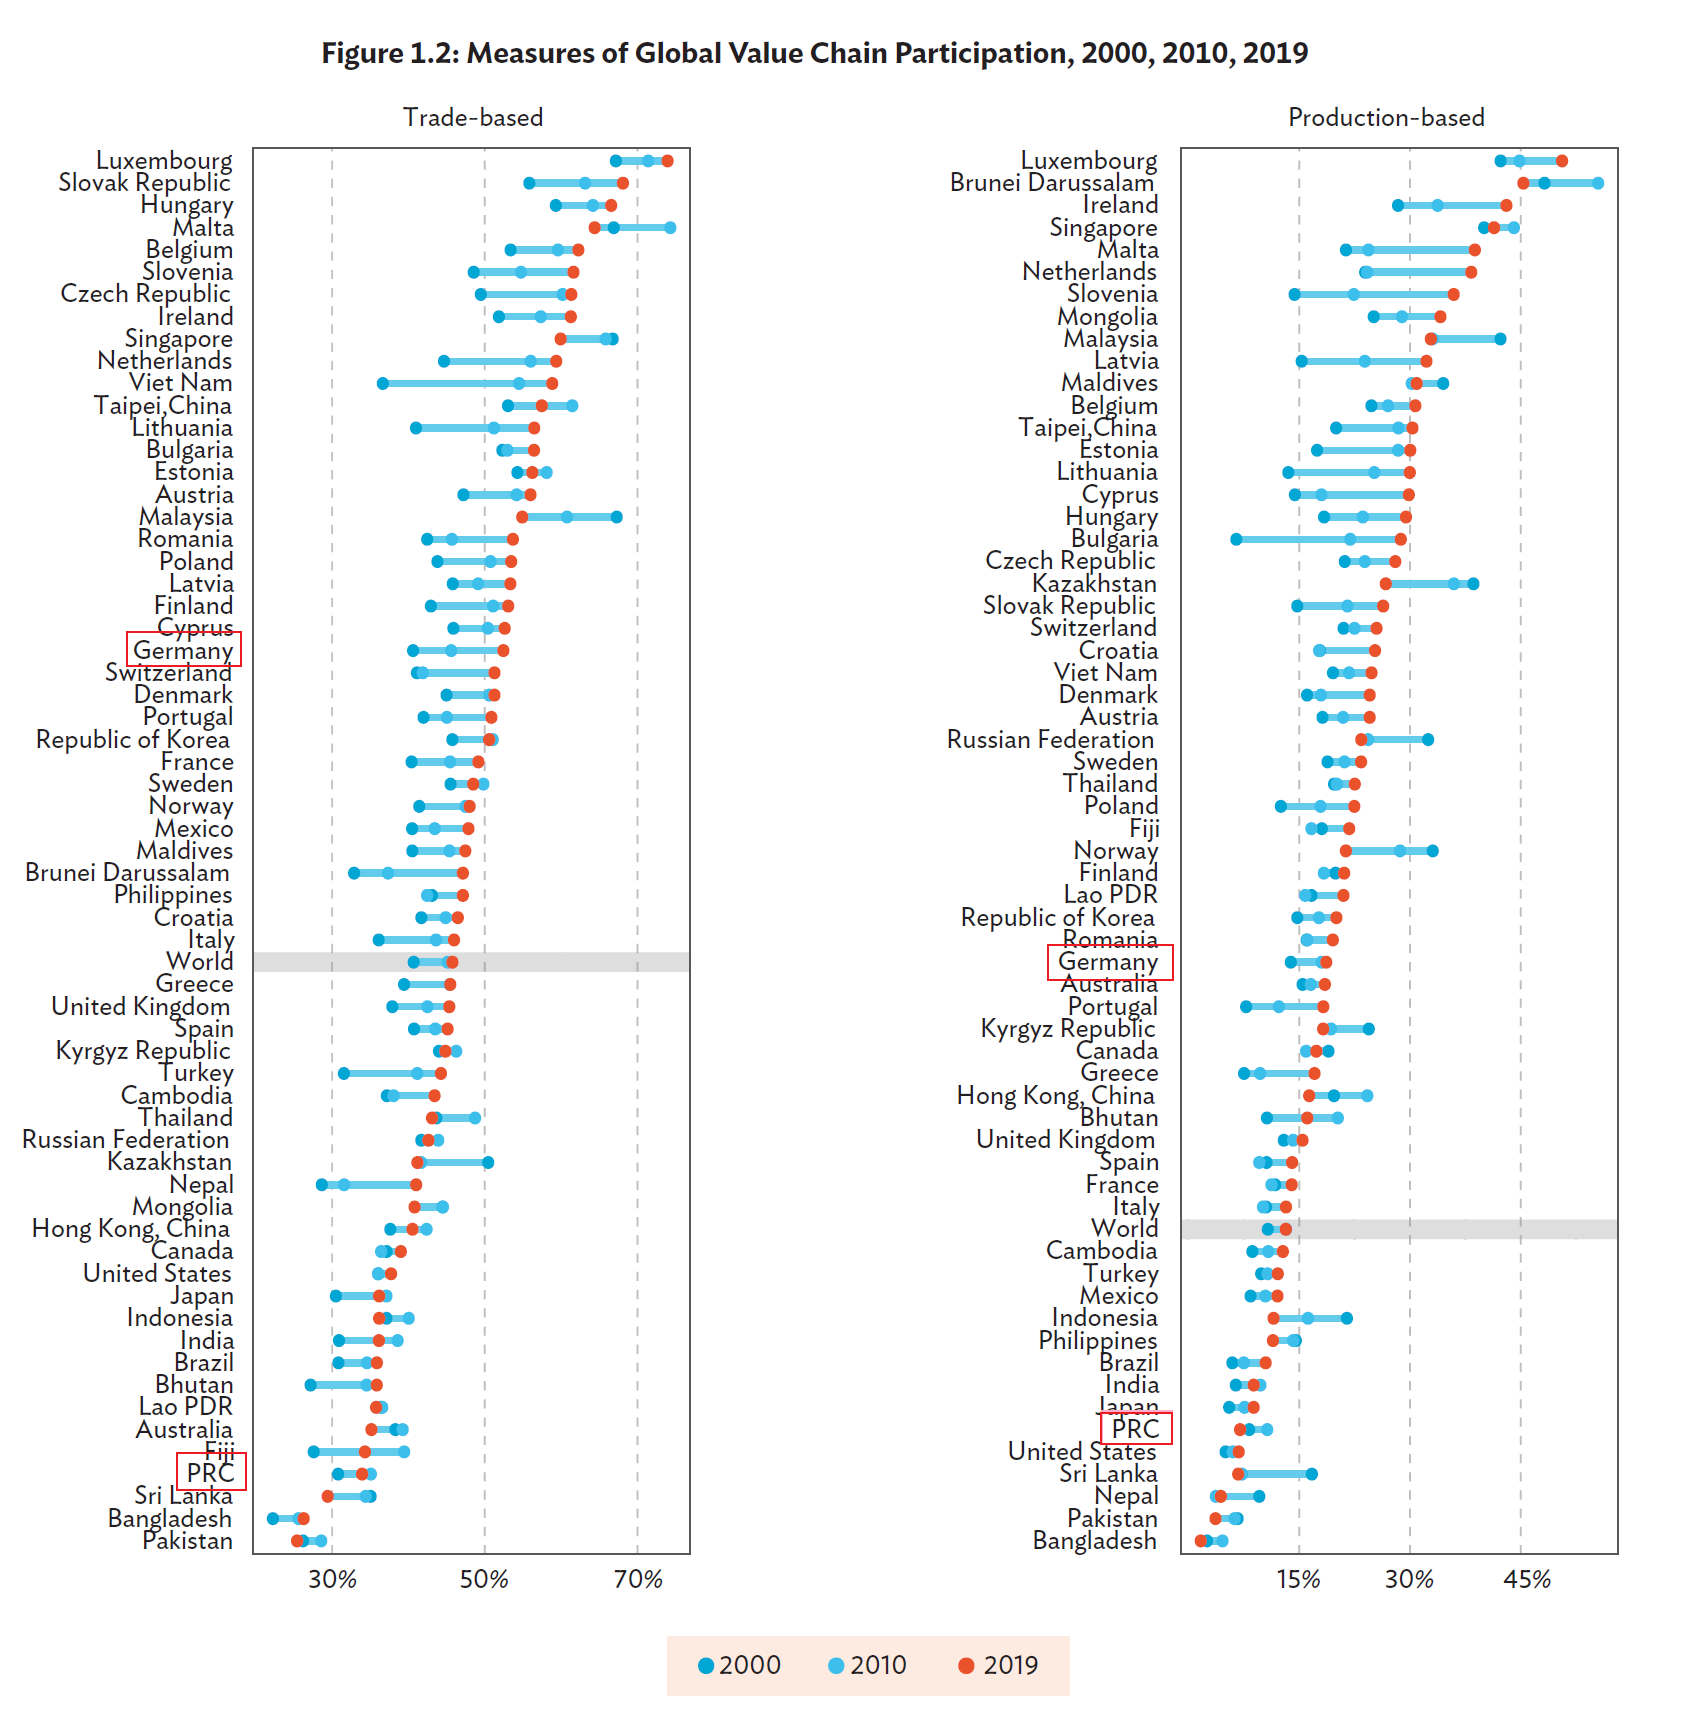 Figure 1.2: Measures of Global Value Chain Participation, 2000, 2010, 2019
Trade-based
Luxembourg
Slovak Republic
Hungary
Malta
Belgium
Slovenia
Czech Republic
Ireland
Singapore
Netherlands
Viet Nam
Taipei,China
Lithuania
Bulgaria
Estonia
Austria
Malaysia
Romania
Poland
Latvia
Finland
Cyprus
Germany
Switzerland
Denmark
Portugal
Republic of Korea
France
Sweden
Norway
Mexico
Maldives
Brunei Darussalam
Philippines
Croatia
Italy
World
Greece
United Kingdom
Spain
Kyrgyz Republic
Turkey
Cambodia
Thailand
Russian Federation
Kazakhstan
Nepal
Mongolia
Hong Kong, China
Canada
United States
Japan
Indonesia
India
Brazil
Bhutan
Lao PDR
Australia
Fiji
PRC
Sri Lanka
Bangladesh
Pakistan
30% 50% 70%
Production-based
Luxembourg
Brunei Darussalam
Ireland
Singapore
Malta
Netherlands
Slovenia
Mongolia
Malaysia
Latvia
Maldives
Belgium
Taipei,China
Estonia
Lithuania
Cyprus
Hungary
Bulgaria
Czech Republic
Kazakhstan
Slovak Republic
Switzerland
Croatia
Viet Nam
Denmark
Austria
Russian Federation
Sweden
Thailand
Poland
Fiji
Norway
Finland
Lao PDR
Republic of Korea
Romania
Germany
Australia
Portugal
Kyrgyz Republic
Canada
Greece
Hong Kong, China
Bhutan
United Kingdom
Spain
France
Italy
World
Cambodia
Turkey
Mexico
Indonesia
Philippines
Brazil
India
Japan
PRC
United States
Sri Lanka
Nepal
Pakistan
Bangladesh
15% 30% 45%
2000 2010 2019